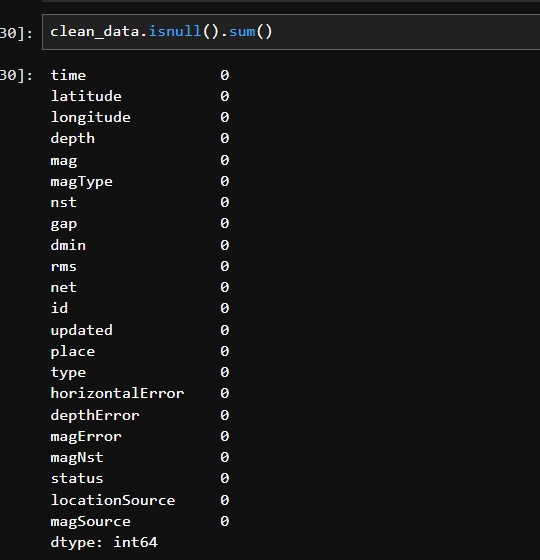 30]: clean_data.isnull().sum()
30]: time 0
latitude 0
longitude 0
depth 0
mag 0
magType 0
nst 0
gap 0
dmin 0
rms 0
net 0
id 0
updated 0
place 0
type 0
horizontalError 0
depthError 0
magError 0
magNst 0
status 0
locationSource 0
magSource 0
dtype: int64